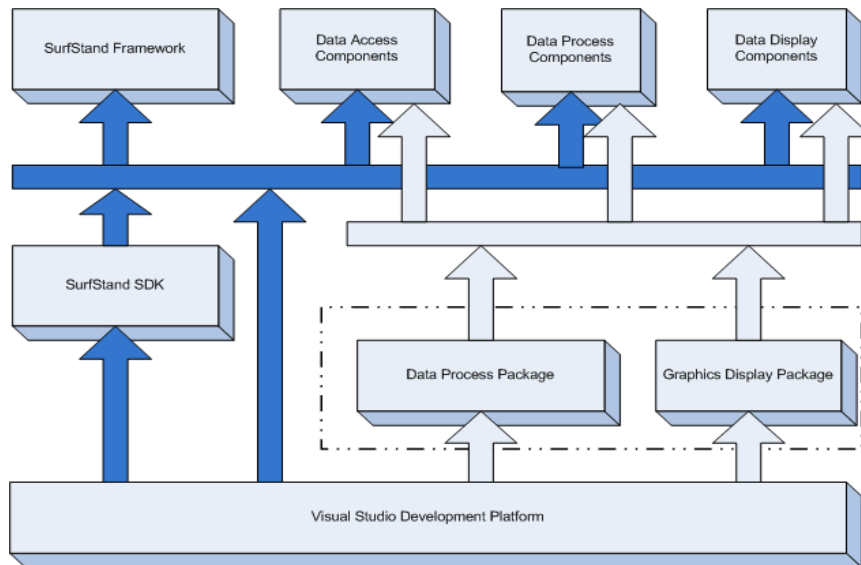 SurfStand Framework
Data Access
Components
Data Process
Components
Data Display
Components
SurfStand SDK
Data Process Package
Graphics Display Package
Visual Studio Development Platform